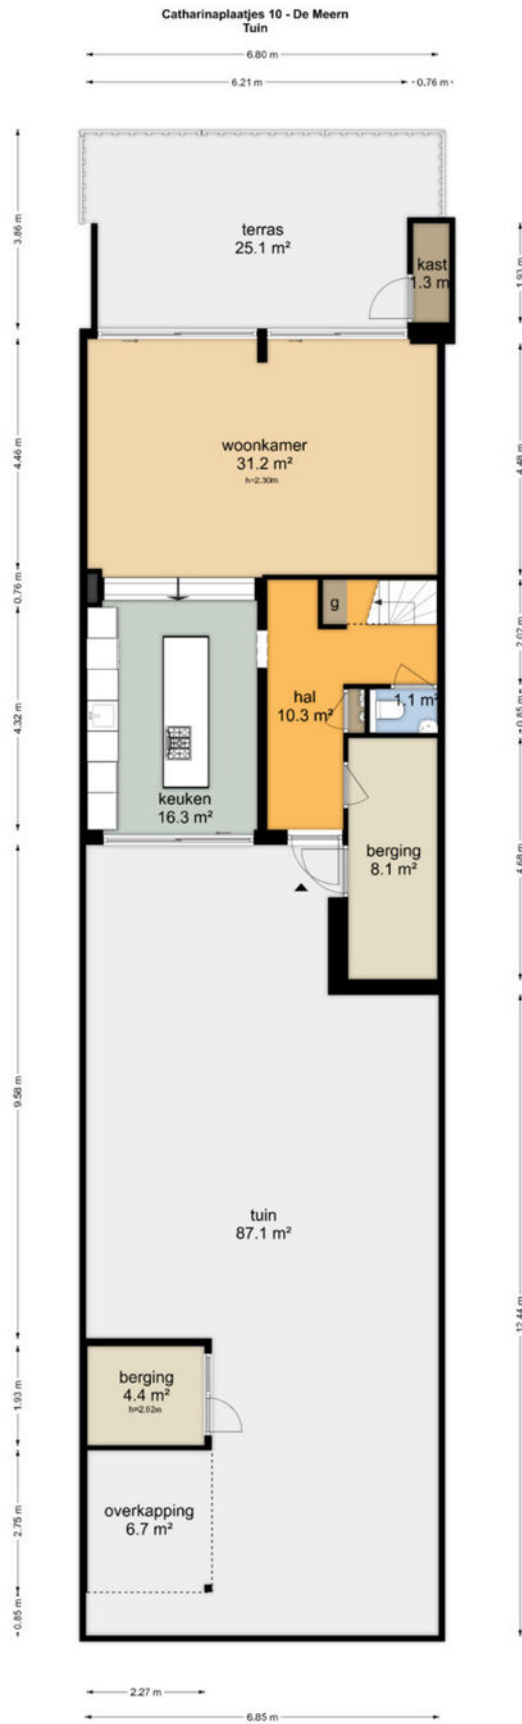 Catharinaplaatjes 10 - De Meern
Tuin
6.80 m
6.21 m
0.76 m
3.86 m
terras
25.1 m²
kast
1.3 m
1.93 m
4.46 m
woonkamer
31.2 m²
h=2.30m
4.48 m
0.76 m
g
2.02 m
hal
10.3 m²
1.1 m²
0.85 m
4.32 m
keuken
16.3 m²
berging
8.1 m²
4.68 m
9.58 m
tuin
87.1 m²
12.44 m
berging
4.4 m²
h=2.02m
1.93 m
overkapping
6.7 m²
2.75 m
0.85 m
2.27 m
6.85 m